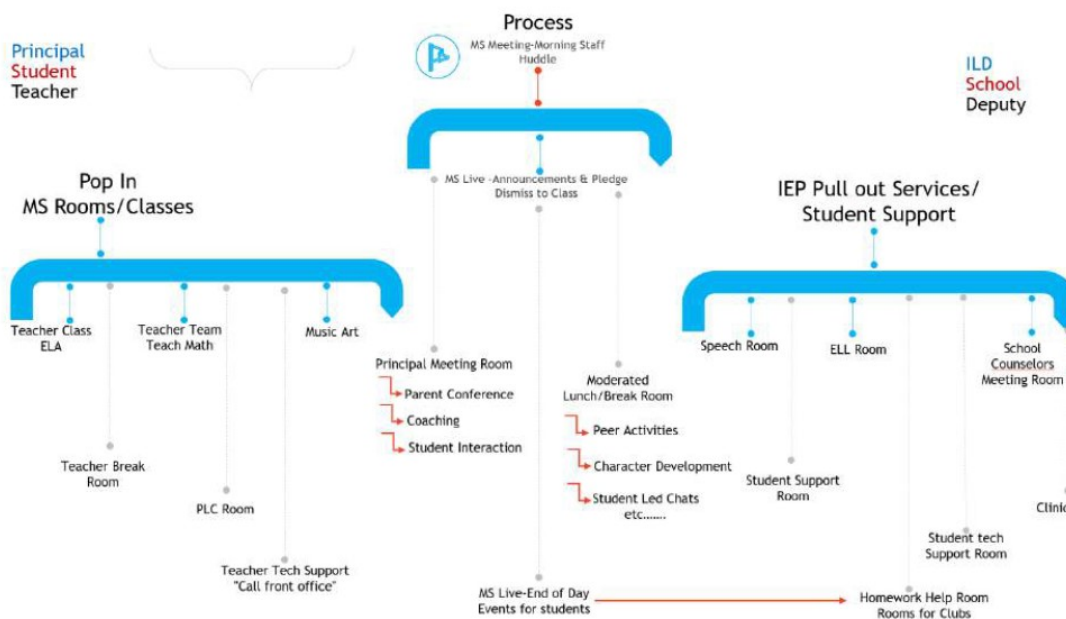 Process
MS Meeting-Morning Staff
Huddle
Principal
Student
Teacher
ILD
School
Deputy
MS Live -Announcements & Pledge
Dismiss to Class
Pop In
MS Rooms/Classes
IEP Pull out Services/
Student Support
Teacher Class
ELA
Teacher Team
Teach Math
Music Art
Teacher Break
Room
PLC Room
Teacher Tech Support
"Call front office"
Principal Meeting Room
Parent Conference
Coaching
Student Interaction
Moderated
Lunch/Break Room
Peer Activities
Character Development
Student Led Chats
etc.......
MS Live-End of Day
Events for students
Speech Room
ELL Room
School
Counselors
Meeting Room
Student Support
Room
Clinic
Student tech
Support Room
Homework Help Room
Rooms for Clubs